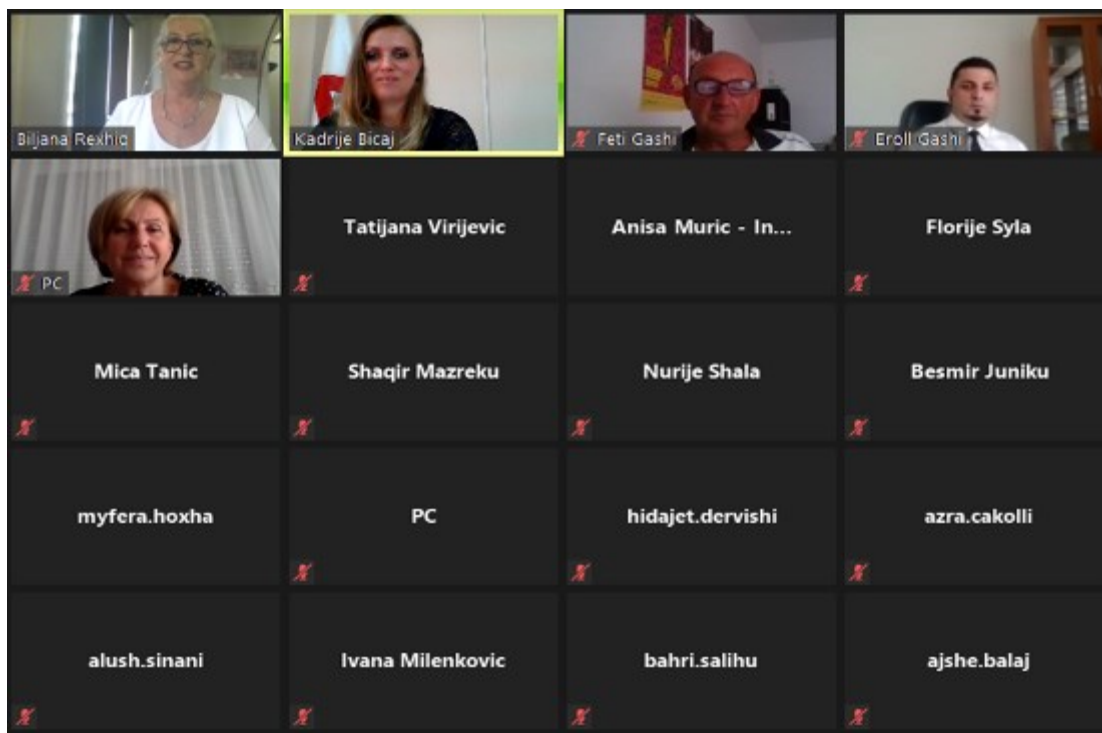 Biljana Rexhiq
Kadrije Bicaj
Feti Gashi
Eroll Gashi
PC
Tatijana Virijevic
Anisa Muric - In...
Florije Syla
Mica Tanic
Shaqir Mazreku
Nurije Shala
Besmir Juniku
myfera.hoxha
PC
hidajet.dervishi
azra.cakolli
alush.sinani
Ivana Milenkovic
bahri.salihu
ajshe.balaj